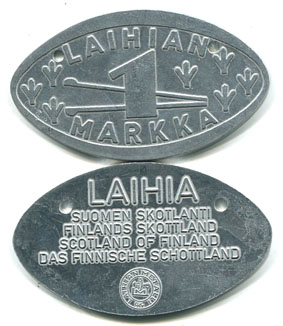 LAIHIAN
1
MARKKA
LAIHIA
SUOMEN SKOTLANTI
FINLANDS SKOTTLAND
SCOTLAND OF FINLAND
DAS FINNISCHE SCHOTTLAND